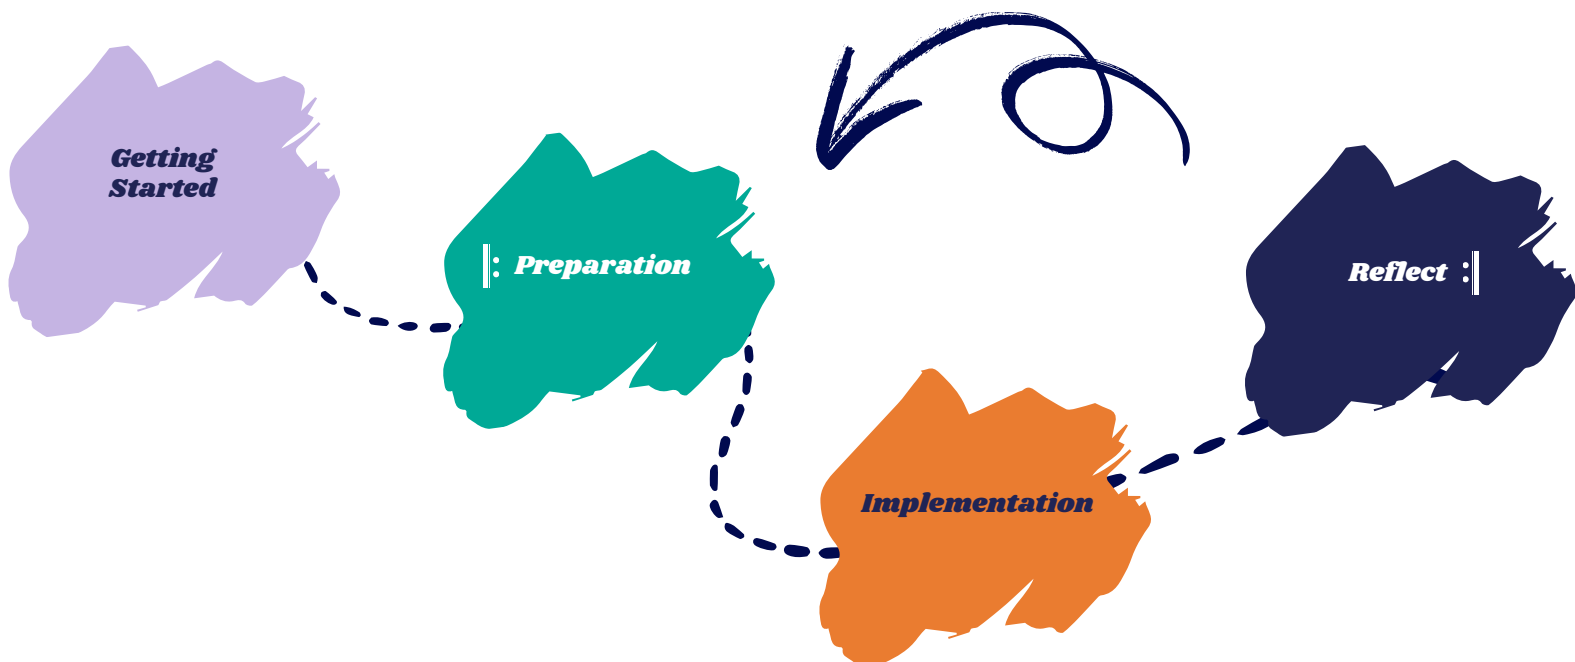 Getting
Started
Preparation
Implementation
Reflect